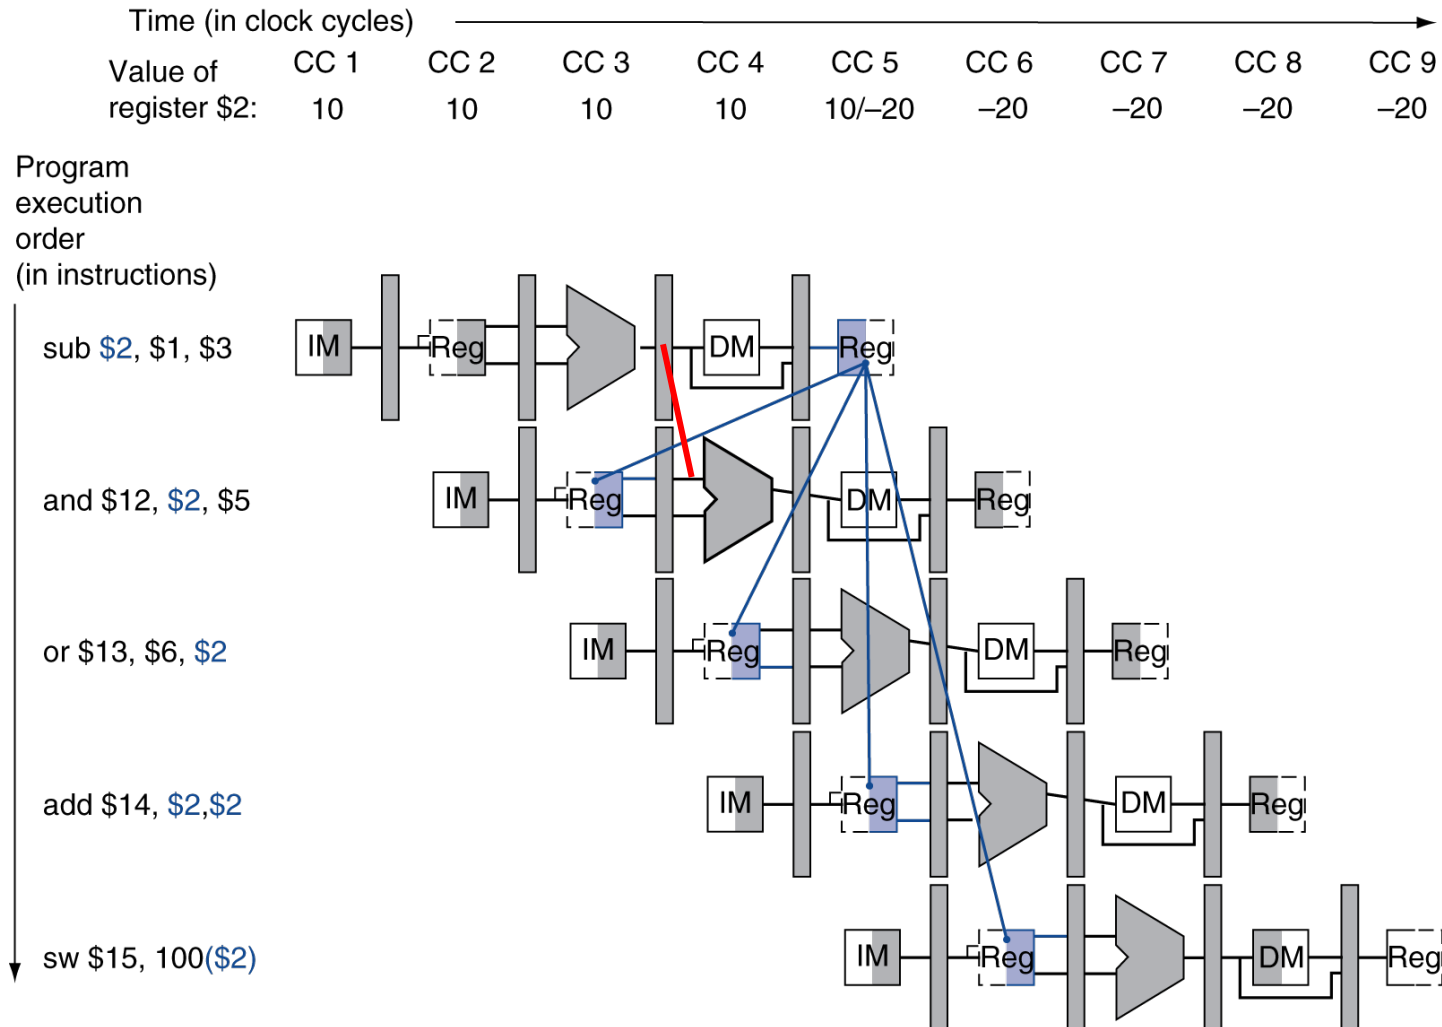 Time (in clock cycles)
Value of register $2:
CC 1 CC 2 CC 3 CC 4 CC 5 CC 6 CC 7 CC 8 CC 9
10 10 10 10 10/–20 –20 –20 –20 –20
Program
execution
order
(in instructions)
sub $2, $1, $3
IM Reg DM Reg
and $12, $2, $5
IM Reg DM Reg
or $13, $6, $2
IM Reg DM Reg
add $14, $2,$2
IM Reg DM Reg
sw $15, 100($2)
IM Reg DM Reg